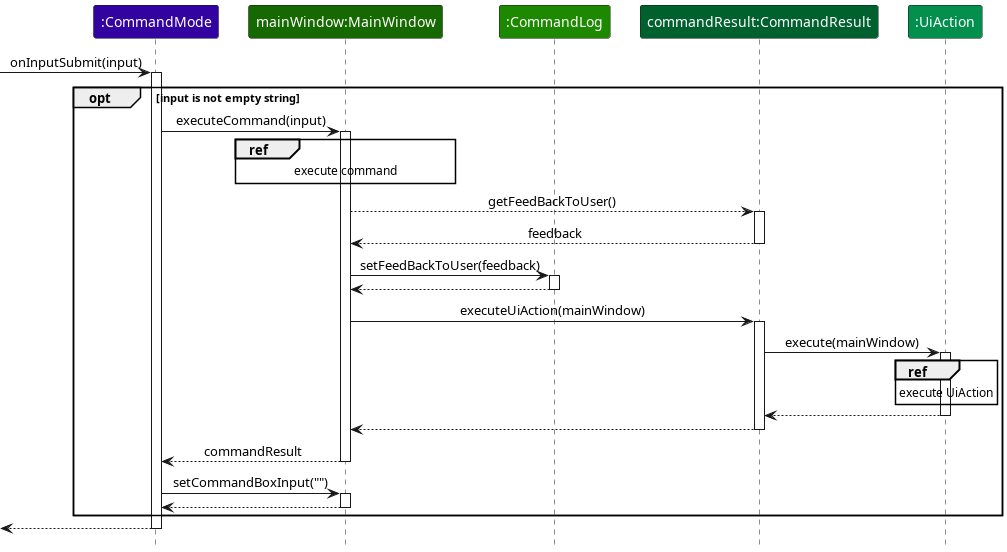 :CommandMode
mainWindow:MainWindow
:CommandLog
commandResult:CommandResult
:UiAction
onInputSubmit(input)
opt
[input is not empty string]
executeCommand(input)
ref
execute command
getFeedBackToUser()
feedback
setFeedBackToUser(feedback)
executeUiAction(mainWindow)
execute(mainWindow)
ref
execute UiAction
commandResult
setCommandBoxInput("")